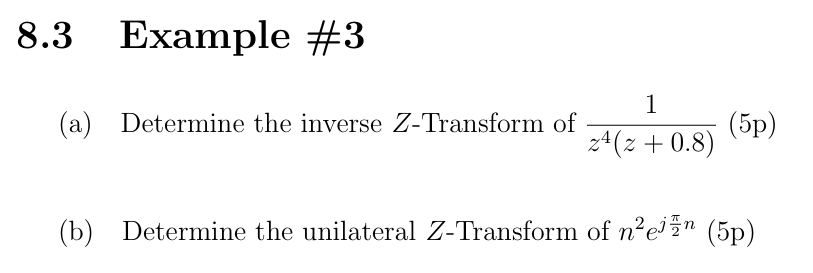 8.3 Example #3
(a) Determine the inverse Z-Transform of \frac{1}{z^4(z + 0.8)} (5p)
(b) Determine the unilateral Z-Transform of n^2 e^{j\frac{\pi}{2}n} (5p)